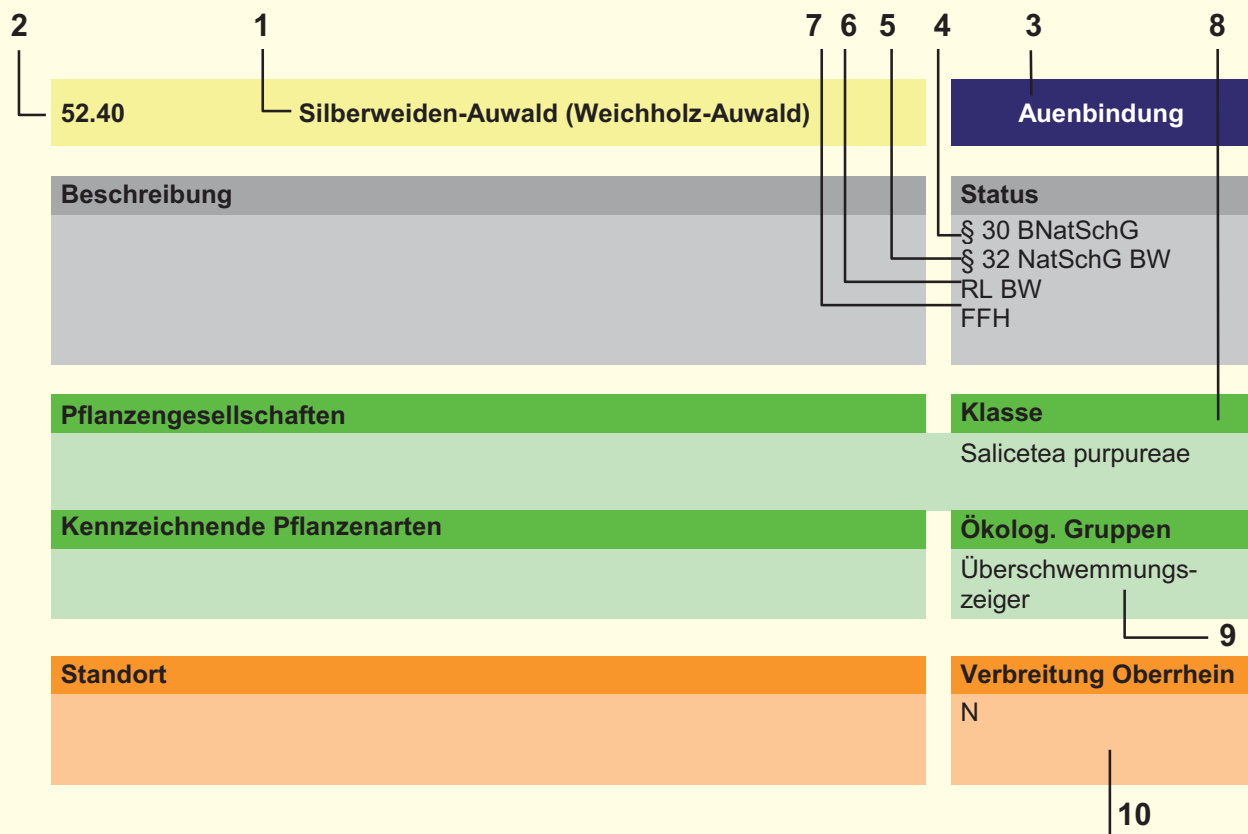 2 1 7 6 5 4 3 8
52.40 Silberweiden-Auwald (Weichholz-Auwald) Auenbindung
Beschreibung Status
§ 30 BNatSchG
§ 32 NatSchG BW
RL BW
FFH
Pflanzengesellschaften Klasse
Salicetea purpureae
Kennzeichnende Pflanzenarten Ökolog. Gruppen
Überschwemmungs-
zeiger
9
Standort Verbreitung Oberrhein
N
10